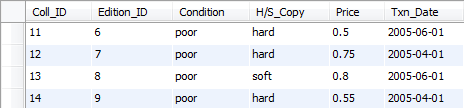 Coll_ID Edition_ID Condition H/S_Copy Price Txn_Date
11 6 poor hard 0.5 2005-06-01
12 7 poor hard 0.75 2005-04-01
13 8 poor soft 0.8 2005-06-01
14 9 poor hard 0.55 2005-04-01